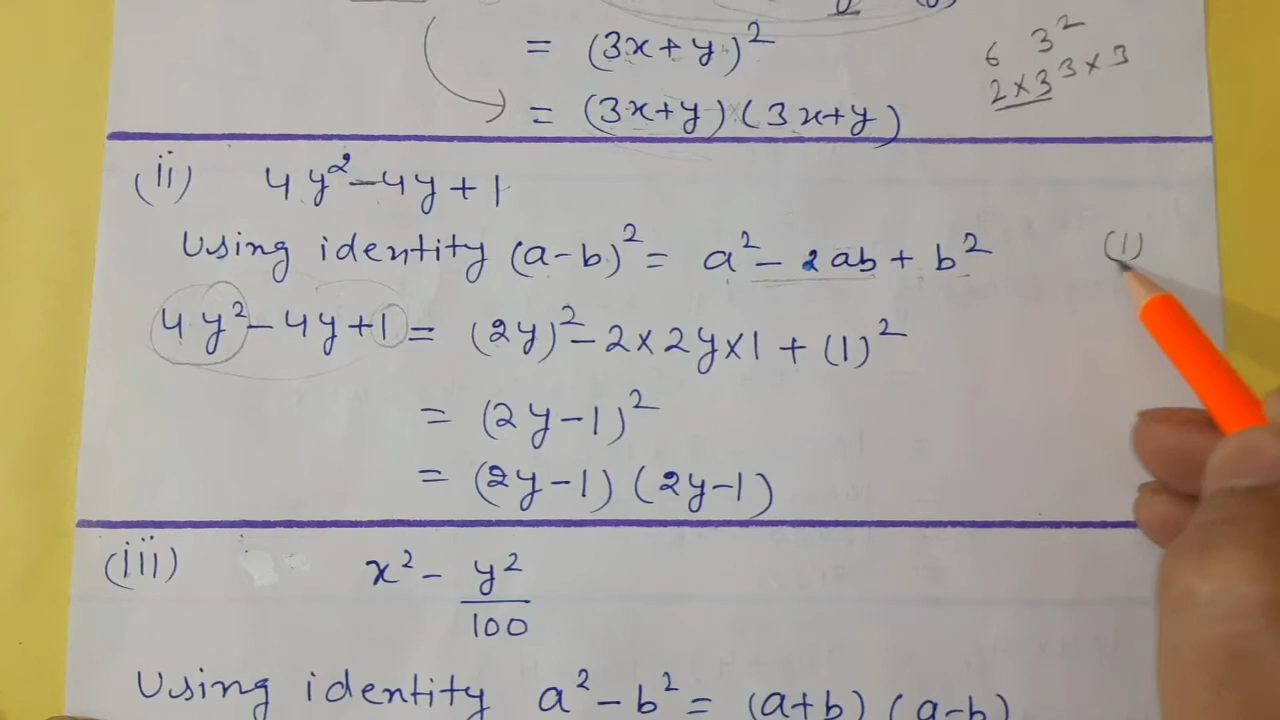 = (3x+y)²
6 3²
2×3 3×3
= (3x+y)(3x+y)
(ii) 4y²-4y+1
Using identity (a-b)² = a²-2ab+b² (1)
4y²-4y+1 = (2y)²-2×2y×1+(1)²
= (2y-1)²
= (2y-1)(2y-1)
(iii) x² - y²/100
Using identity a²-b² = (a+b)(a-b)